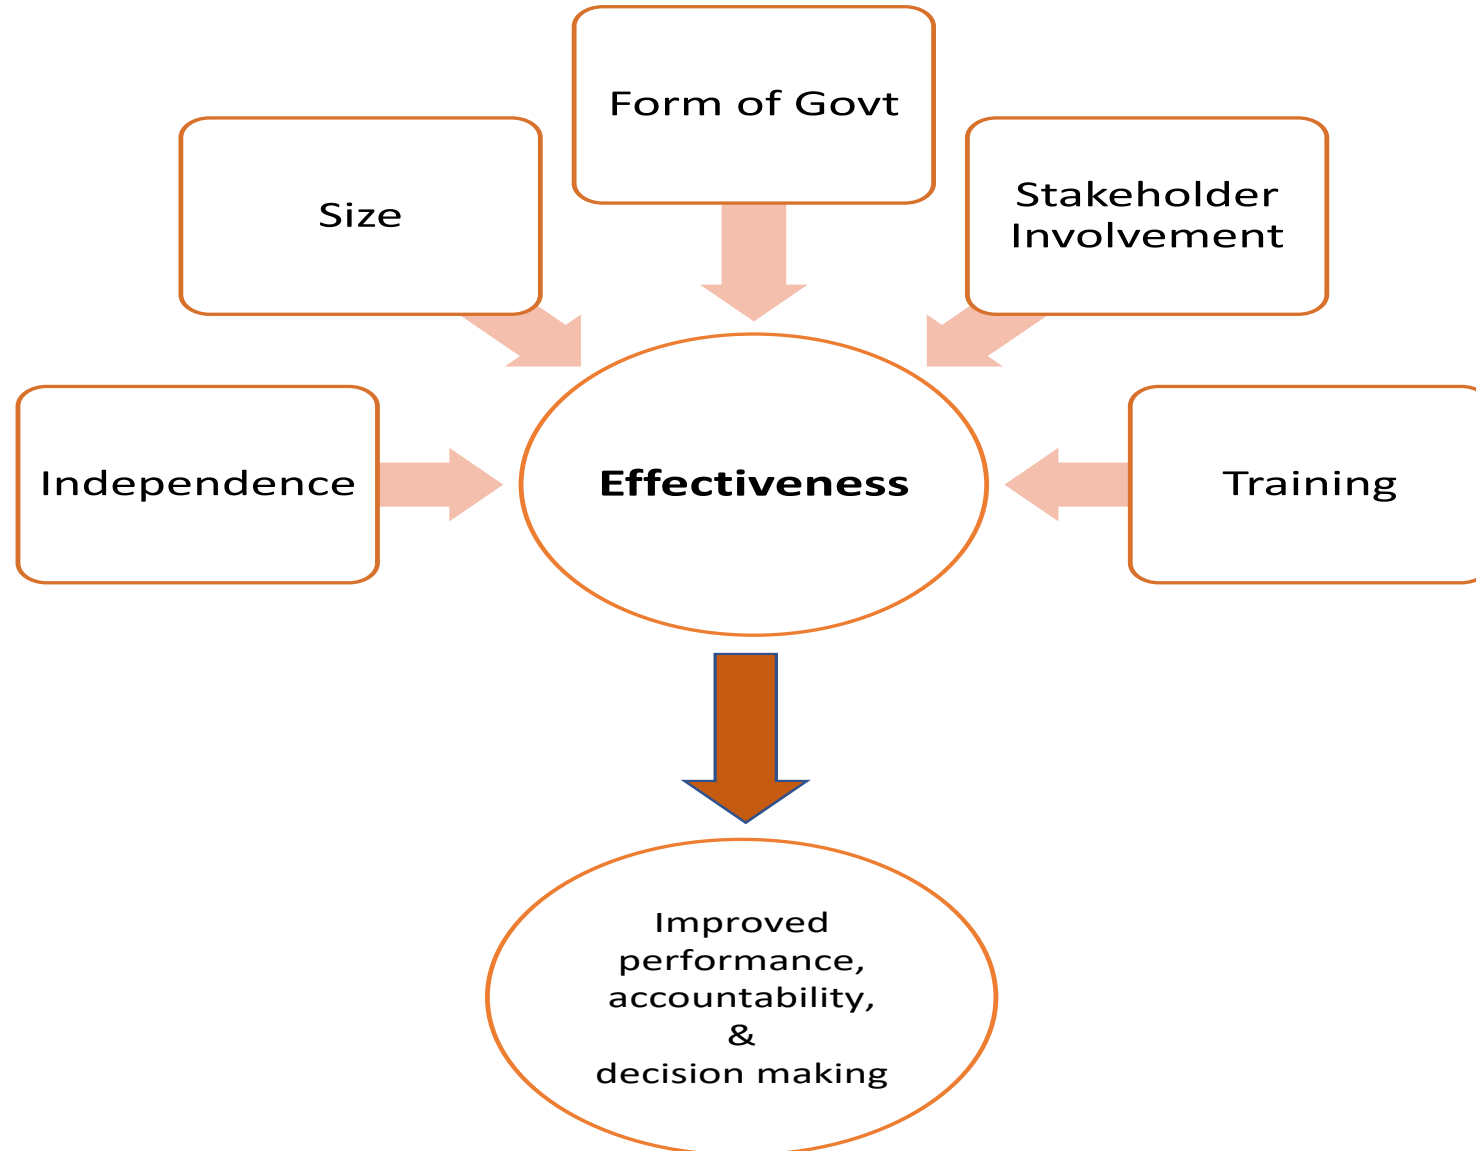 Form of Govt
Size
Stakeholder
Involvement
Independence
Effectiveness
Training
Improved
performance,
accountability,
&
decision making